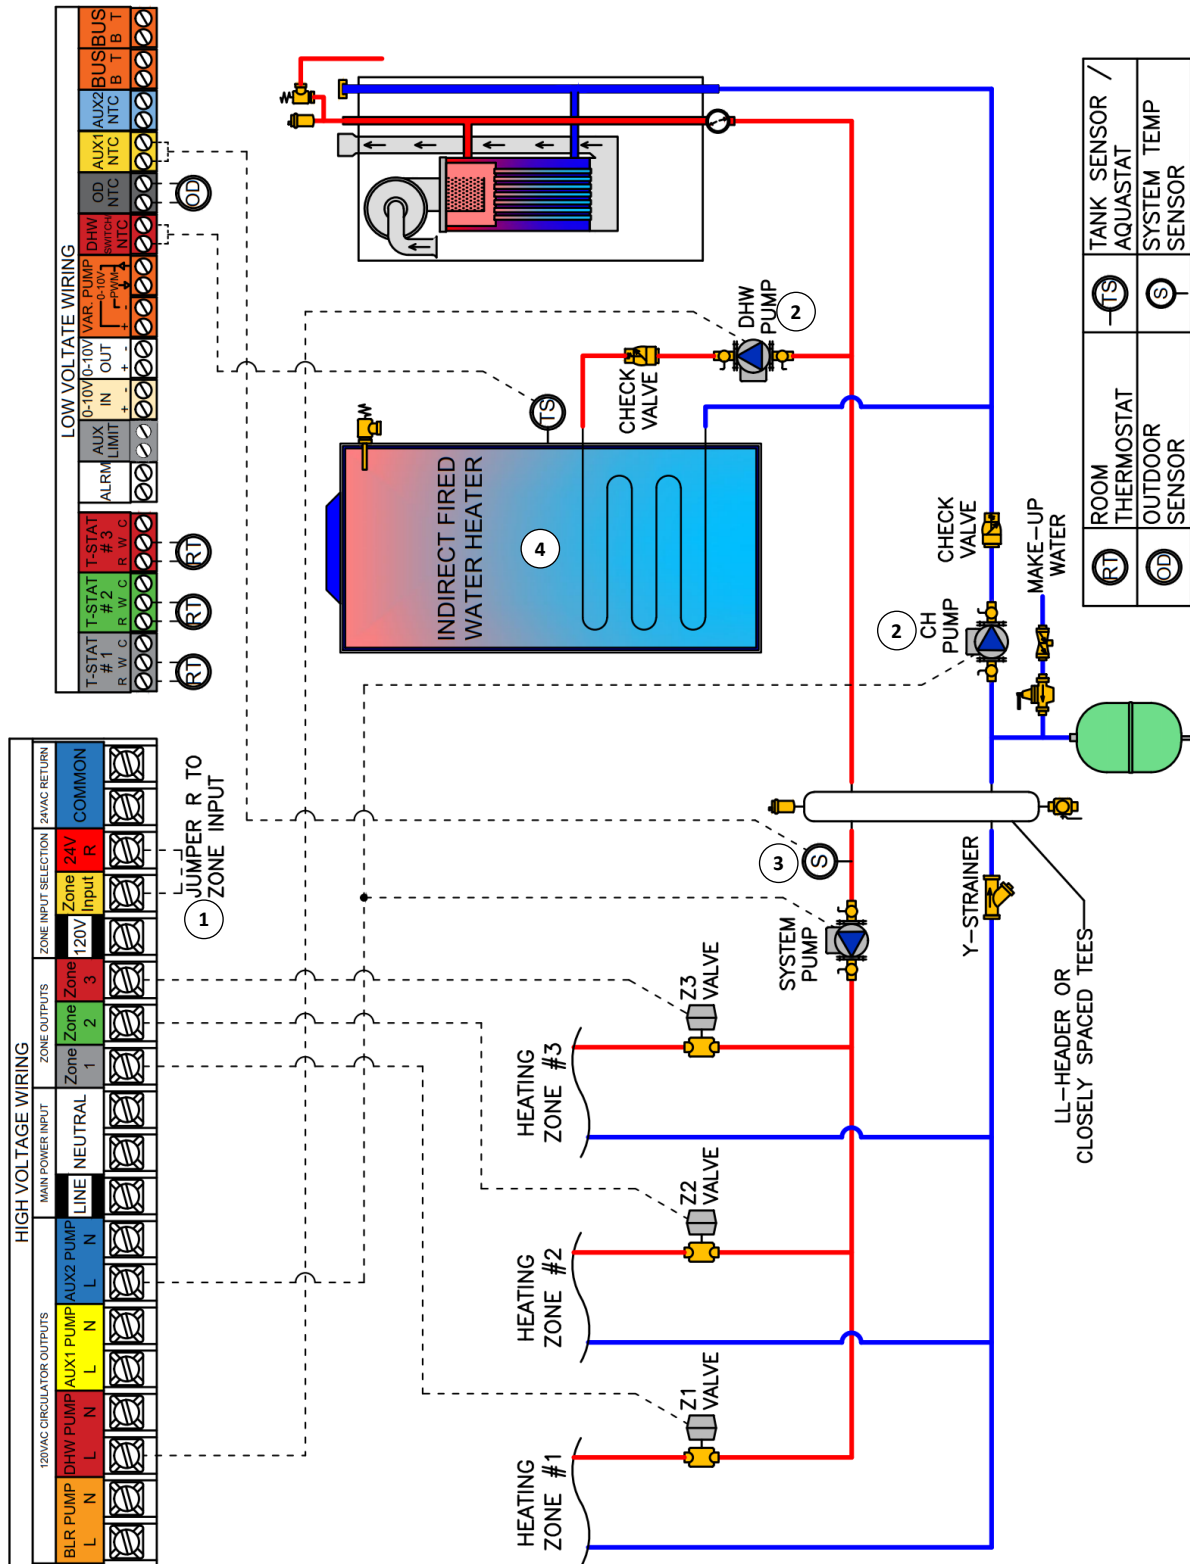 HIGH VOLTAGE WIRING
120VAC CIRCULATOR OUTPUTS
MAIN POWER INPUT
ZONE OUTPUTS
ZONE INPUT SELECTION
24VAC RETURN
BLR PUMP
L N
DHW PUMP
L N
AUX1 PUMP
L N
AUX2 PUMP
L N
LINE
NEUTRAL
Zone
1
Zone
2
Zone
3
120V
Zone
Input
24V
R
COMMON
JUMPER R TO
ZONE INPUT
1
LOW VOLTATE WIRING
T-STAT
#1
R W C
T-STAT
#2
R W C
T-STAT
#3
R W C
ALRM
AUX
LIMIT
0-10V
IN
+ -
0-10V
OUT
+ -
VAR. PUMP
0-10V
PWM
+ -
DHW
SWITCH/
NTC
OD
NTC
AUX1
NTC
AUX2
NTC
BUS
B T
BUS
B T
RT
RT
RT
OD
HEATING
ZONE #1
HEATING
ZONE #2
HEATING
ZONE #3
Z1
VALVE
Z2
VALVE
Z3
VALVE
SYSTEM
PUMP
3
S
INDIRECT FIRED
WATER HEATER
4
TS
CHECK
VALVE
DHW
PUMP
2
2
CH
PUMP
CHECK
VALVE
MAKE-UP
WATER
Y-STRAINER
LL-HEADER OR
CLOSELY SPACED TEES
RT
ROOM
THERMOSTAT
TS
TANK SENSOR /
AQUASTAT
OD
OUTDOOR
SENSOR
S
SYSTEM TEMP
SENSOR